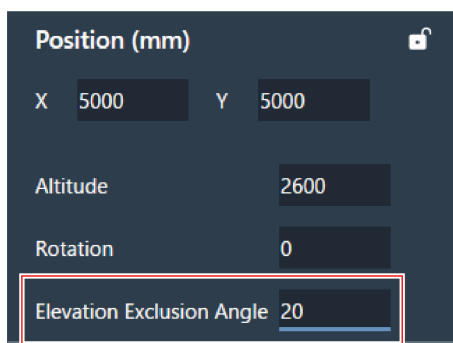 Position (mm)
X 5000 Y 5000
Altitude 2600
Rotation 0
Elevation Exclusion Angle 20